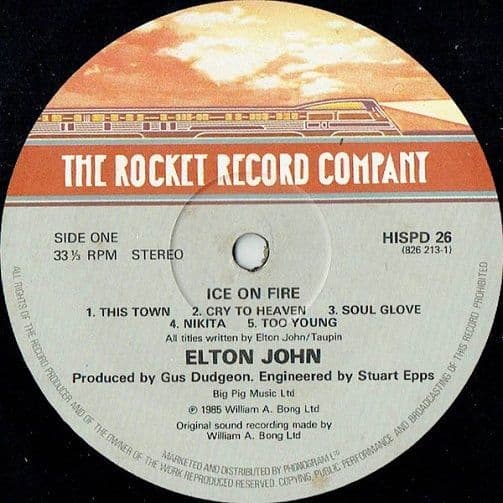 THE ROCKET RECORD COMPANY
SIDE ONE
33⅓ RPM STEREO
HISPD 26
(826 213-1)
ICE ON FIRE
1. THIS TOWN 2. CRY TO HEAVEN 3. SOUL GLOVE
4. NIKITA 5. TOO YOUNG
All titles written by Elton John/Taupin
ELTON JOHN
Produced by Gus Dudgeon. Engineered by Stuart Epps
Big Pig Music Ltd
℗ 1985 William A. Bong Ltd
Original sound recording made by
William A. Bong Ltd
MARKETED AND DISTRIBUTED BY PHONOGRAM LTD
ALL RIGHTS OF THE RECORD PRODUCER AND OF THE OWNER OF THE WORK REPRODUCED RESERVED. COPYING, PUBLIC PERFORMANCE AND BROADCASTING OF THIS RECORD PROHIBITED